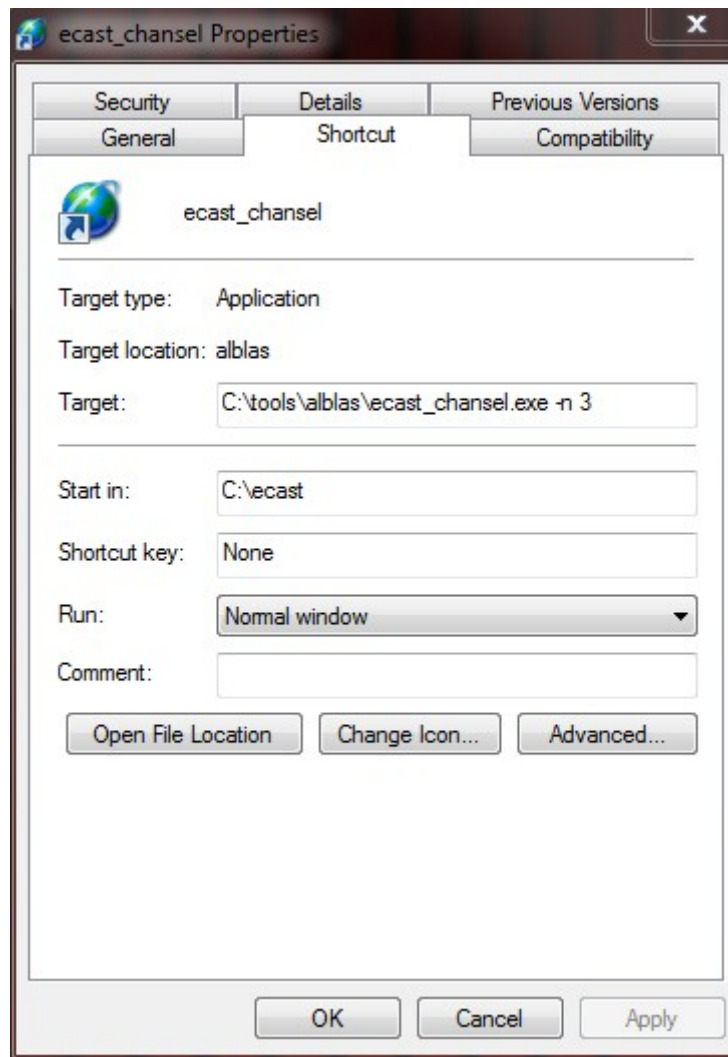 ecast_chansel Properties
x
Security Details Previous Versions
General Shortcut Compatibility
ecast_chansel
Target type: Application
Target location: alblas
Target: C:\tools\alblas\ecast_chansel.exe -n 3
Start in: C:\ecast
Shortcut key: None
Run: Normal window
Comment:
Open File Location Change Icon... Advanced...
OK Cancel Apply